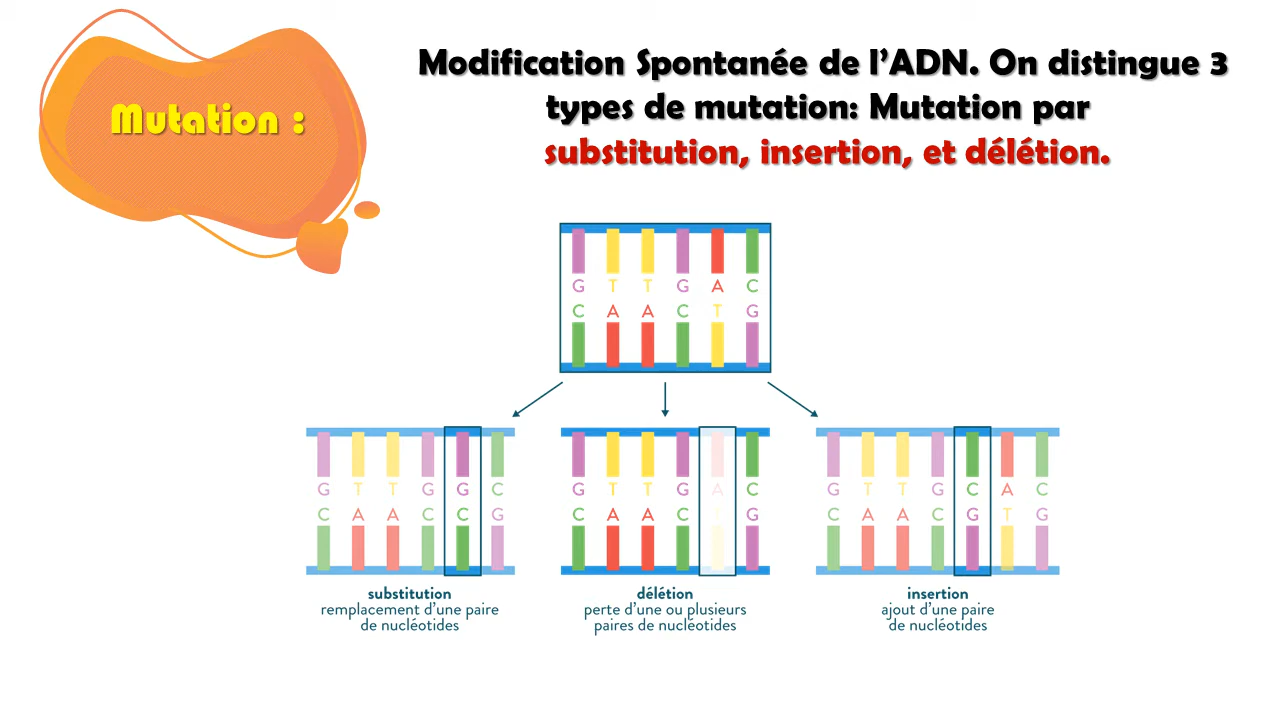 Mutation :
Modification Spontanée de l’ADN. On distingue 3
types de mutation: Mutation par
substitution, insertion, et délétion.
G T T G A C
C A A C T G
G T T G G C
C A A C C G
G T T G A C
C A A C T G
G T T G C A C
C A A C G T G
substitution
remplacement d’une paire
de nucléotides
délétion
perte d’une ou plusieurs
paires de nucléotides
insertion
ajout d’une paire
de nucléotides